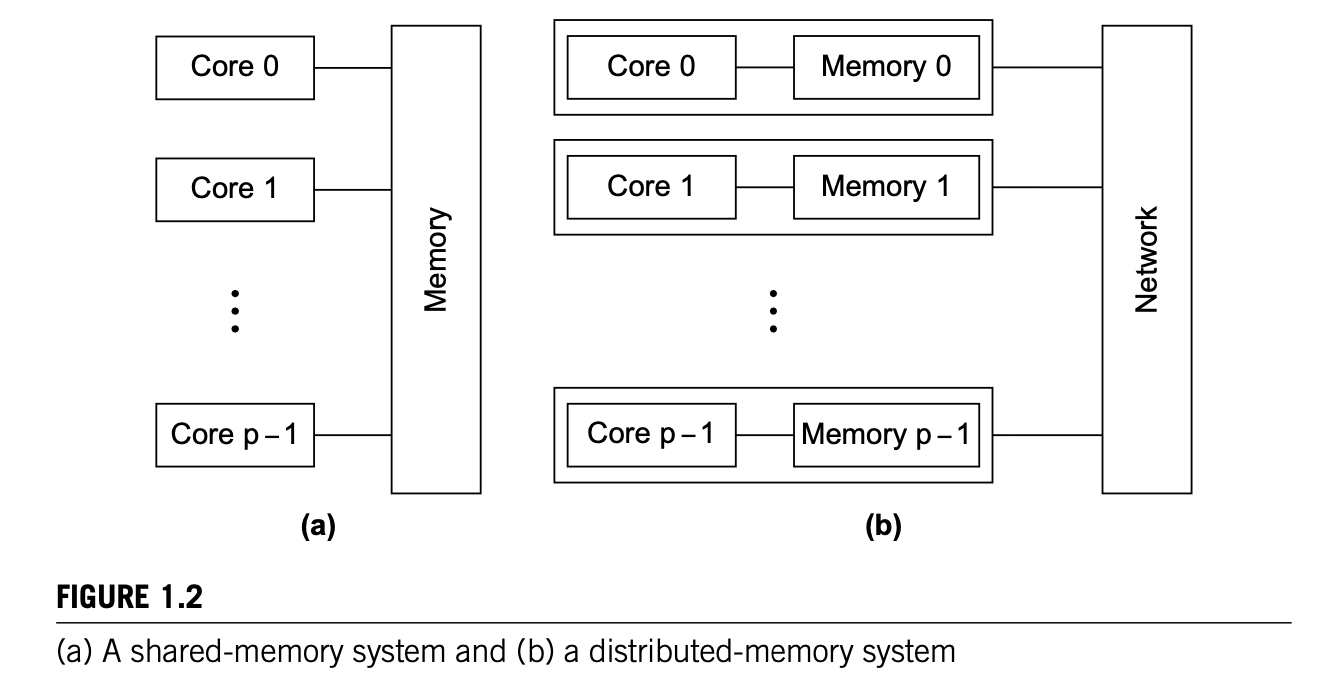 Core 0
Core 1
⋮
Core p – 1
Memory
(a)
Core 0
Memory 0
Core 1
Memory 1
⋮
Core p – 1
Memory p – 1
Network
(b)
FIGURE 1.2
(a) A shared-memory system and (b) a distributed-memory system